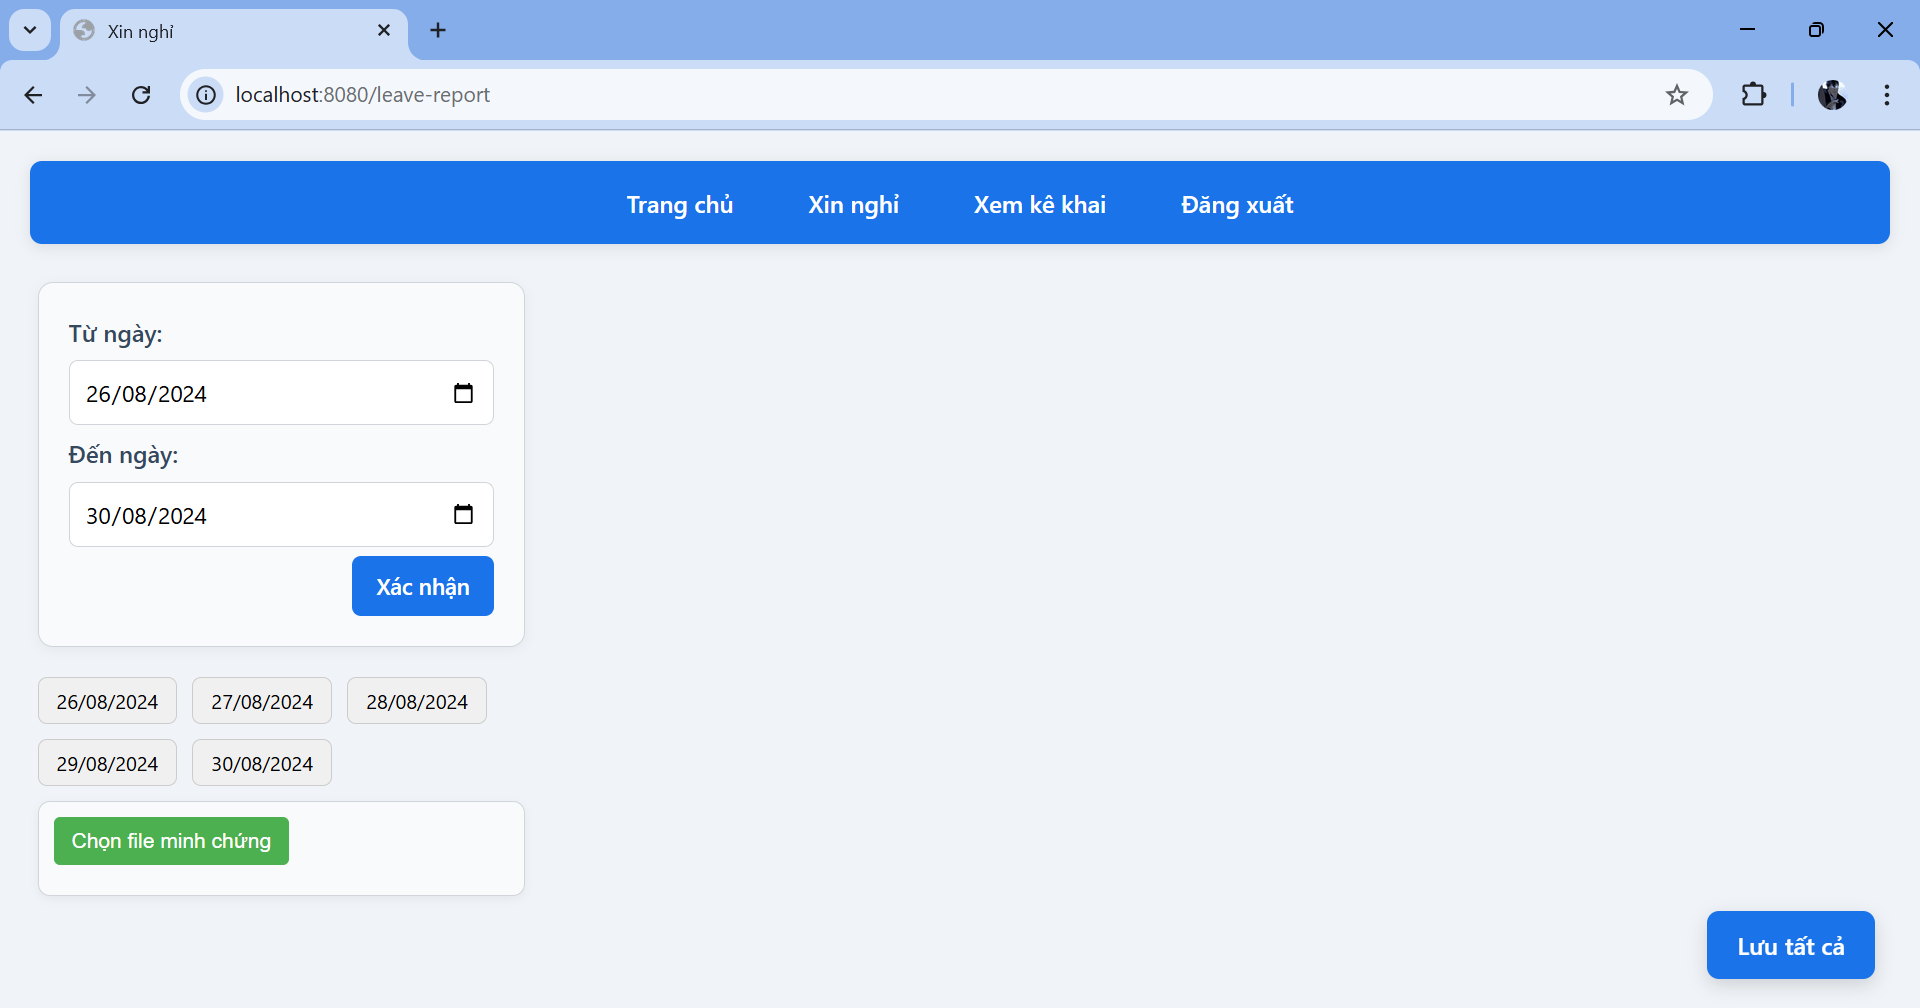 Xin nghỉ
localhost:8080/leave-report
Trang chủ Xin nghỉ Xem kê khai Đăng xuất
Từ ngày:
26/08/2024
Đến ngày:
30/08/2024
Xác nhận
26/08/2024 27/08/2024 28/08/2024
29/08/2024 30/08/2024
Chọn file minh chứng
Lưu tất cả